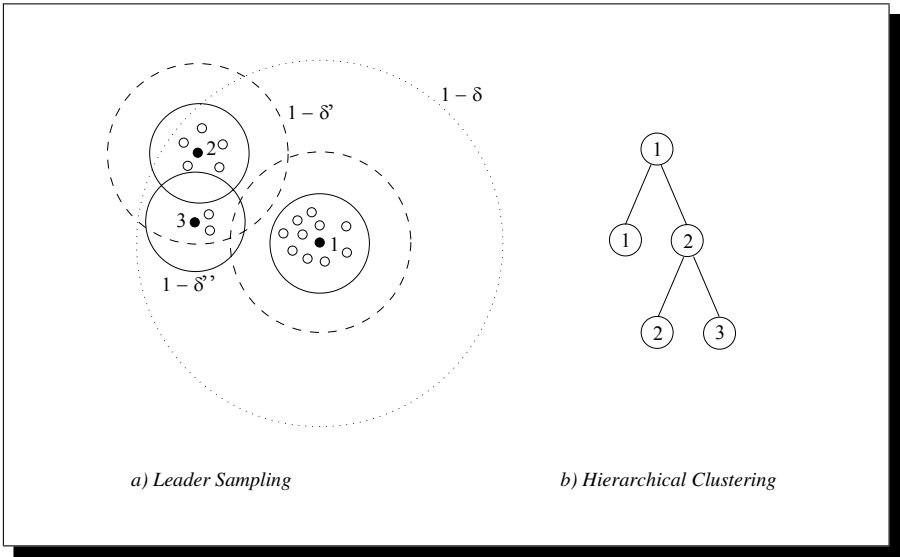 1 – δ
1 – δ’
2
3
1
1 – δ’’
1
1
2
2
3
a) Leader Sampling
b) Hierarchical Clustering